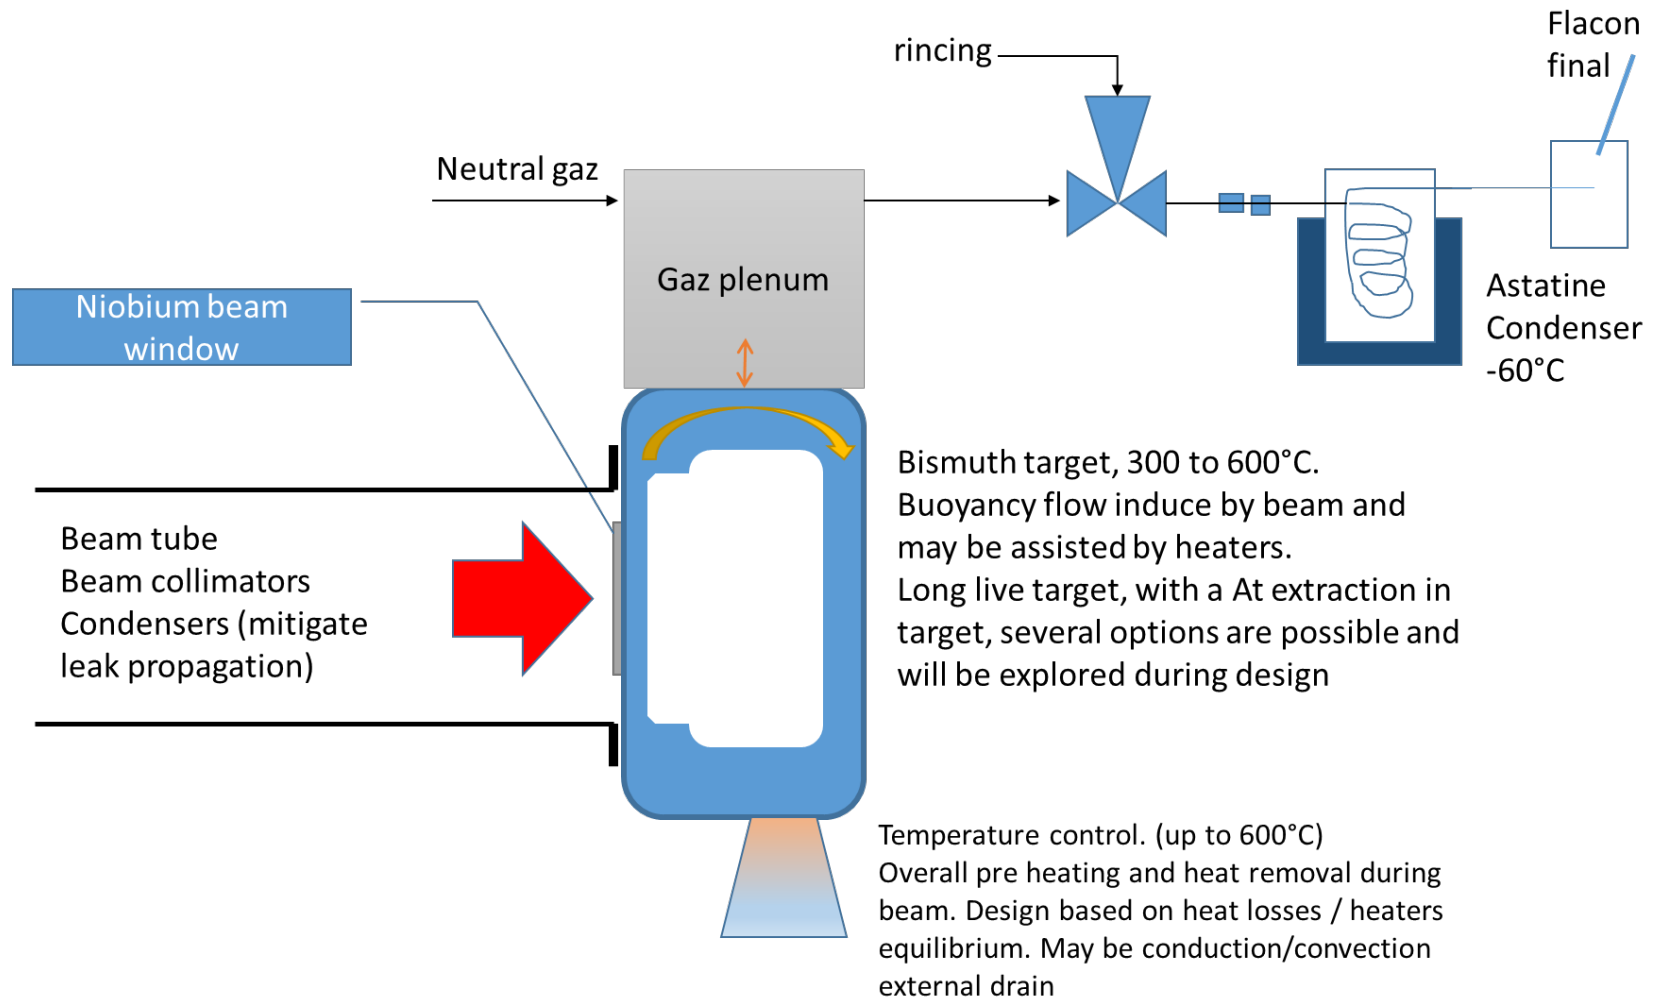 Flacon
final
rincing
Neutral gaz
Gaz plenum
Niobium beam
window
Astatine
Condenser
-60°C
Beam tube
Beam collimators
Condensers (mitigate
leak propagation)
Bismuth target, 300 to 600°C.
Buoyancy flow induce by beam and
may be assisted by heaters.
Long live target, with a At extraction in
target, several options are possible and
will be explored during design
Temperature control. (up to 600°C)
Overall pre heating and heat removal during
beam. Design based on heat losses / heaters
equilibrium. May be conduction/convection
external drain